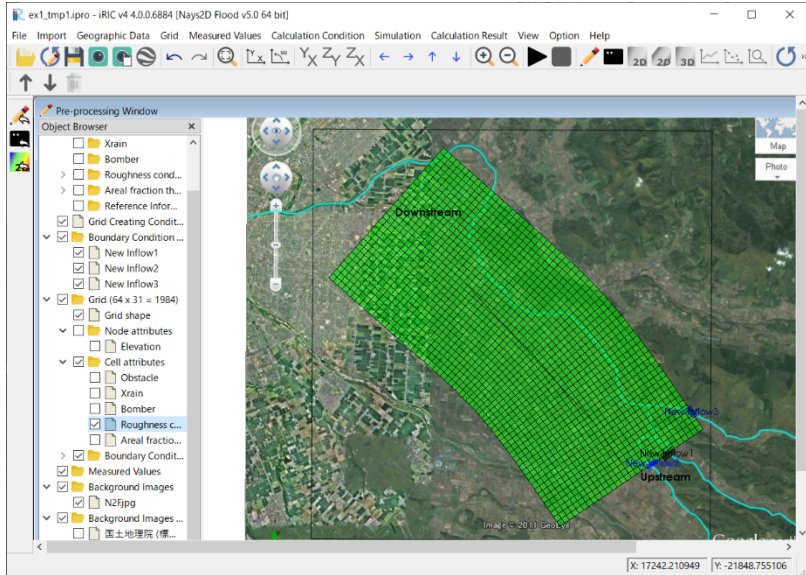 ex1_tmp1.ipro - iRIC v4 4.0.0.6884 [Nays2D Flood v5.0 64 bit]
File Import Geographic Data Grid Measured Values Calculation Condition Simulation Calculation Result View Option Help
Pre-processing Window
Object Browser
Xrain
Bomber
Roughness cond...
Areal fraction th...
Reference Infor...
Grid Creating Condit...
Boundary Condition ...
New Inflow1
New Inflow2
New Inflow3
Grid (64 x 31 = 1984)
Grid shape
Node attributes
Elevation
Cell attributes
Obstacle
Xrain
Bomber
Roughness c...
Areal fractio...
Boundary Condit...
Measured Values
Background Images
N2F.jpg
Background Images ...
国土地理院 (標...
Map
Photo
Downstream
New Inflow3
New Inflow1
New Inflow2
Upstream
Image © 2011 GeoEye
X: 17242.210949
Y: -21848.755106